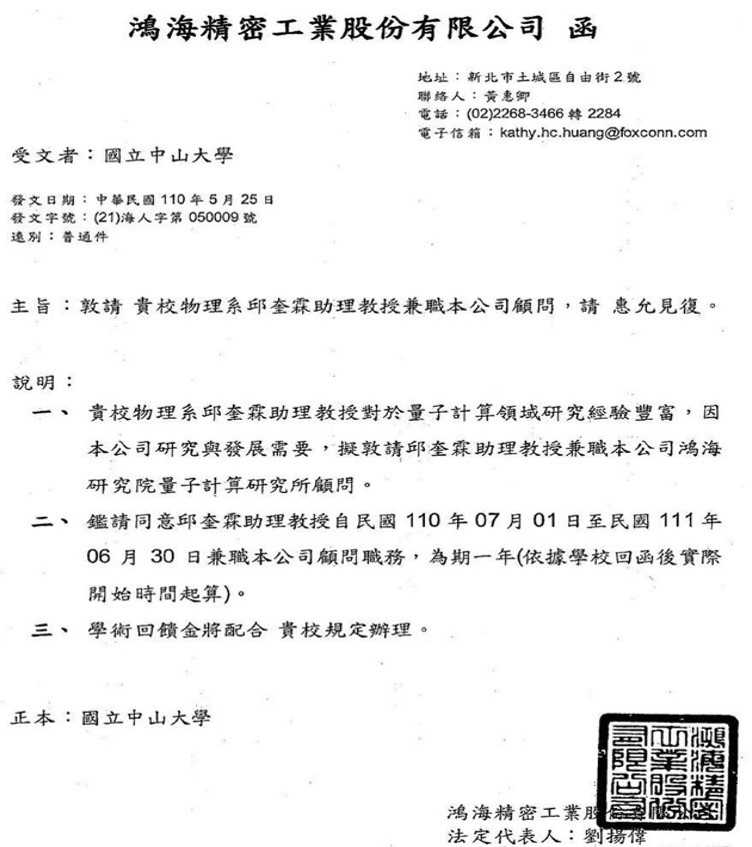 鴻海精密工業股份有限公司 函
地址：新北市土城區自由街2號
聯絡人：黃惠卿
電話：(02)2268-3466 轉 2284
電子信箱：kathy.hc.huang@foxconn.com
受文者：國立中山大學
發文日期：中華民國 110 年 5 月 25 日
發文字號：(21)海人字第 050009 號
速別：普通件
主旨：敦請 貴校物理系邱奎霖助理教授兼職本公司顧問，請 惠允見復。
說明：
一、 貴校物理系邱奎霖助理教授對於量子計算領域研究經驗豐富，因
本公司研究與發展需要，擬敦請邱奎霖助理教授兼職本公司鴻海
研究院量子計算研究所顧問。
二、 鑑請同意邱奎霖助理教授自民國 110 年 07 月 01 日至民國 111 年
06 月 30 日兼職本公司顧問職務，為期一年(依據學校回函後實際
開始時間起算)。
三、 學術回饋金將配合 貴校規定辦理。
正本：國立中山大學
鴻海精密工業股份有限公司
法定代表人：劉揚偉